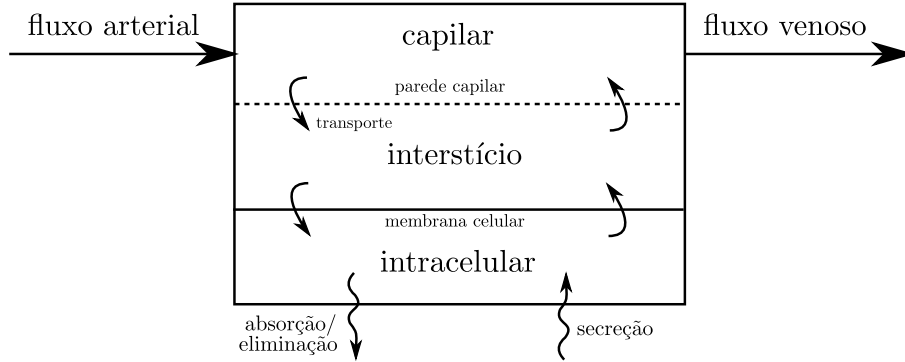 fluxo arterial
fluxo venoso
capilar
parede capilar
transporte
interstício
membrana celular
intracelular
absorção/
eliminação
secreção